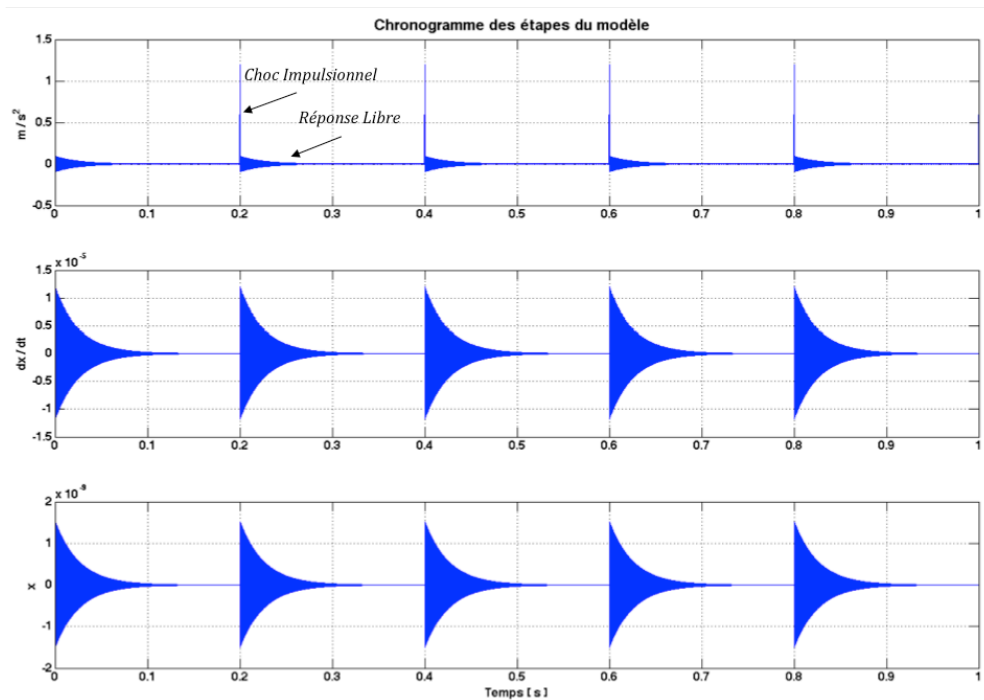 Chronogramme des étapes du modèle
1.5
1
0.5
0
-0.5
m / s²
Choc Impulsionnel
Réponse Libre
0 0.1 0.2 0.3 0.4 0.5 0.6 0.7 0.8 0.9 1
x 10⁻⁵
1.5
1
0.5
0
-0.5
-1
-1.5
dx / dt
0 0.1 0.2 0.3 0.4 0.5 0.6 0.7 0.8 0.9 1
x 10⁻⁹
2
1
0
-1
-2
x
0 0.1 0.2 0.3 0.4 0.5 0.6 0.7 0.8 0.9 1
Temps [ s ]